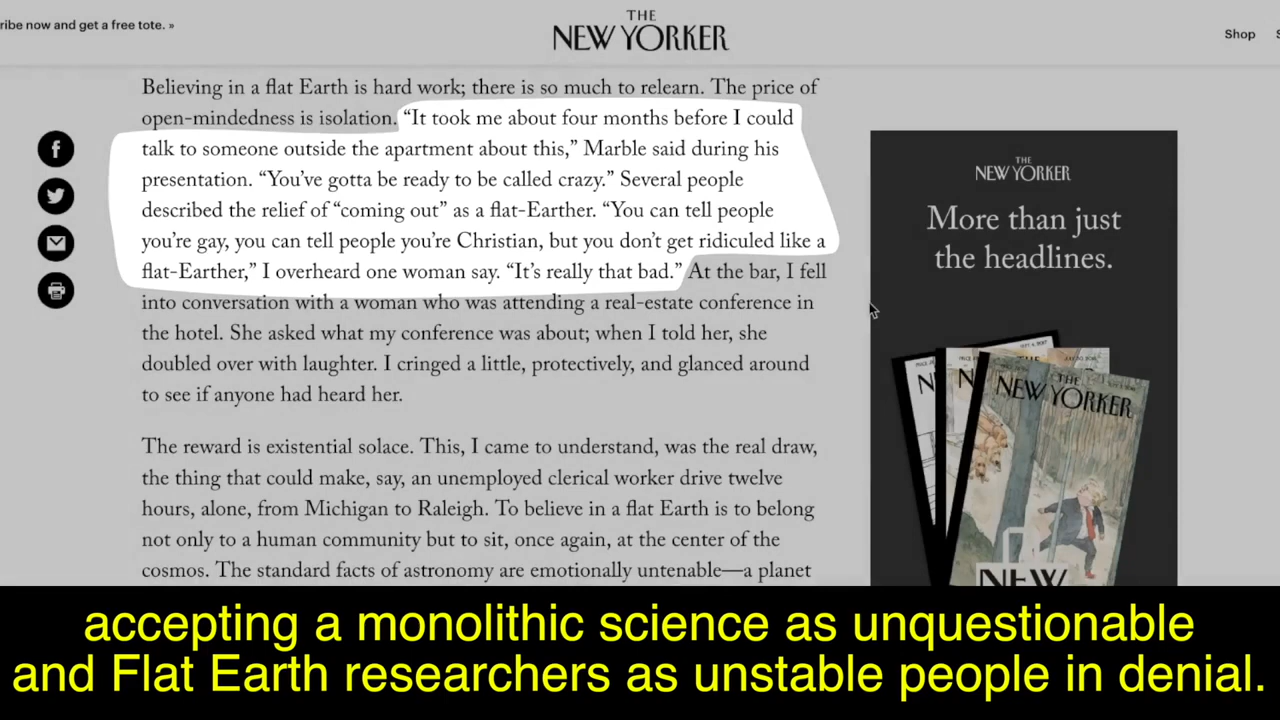 ribe now and get a free tote. »
THE
NEW YORKER
Shop
S
Believing in a flat Earth is hard work; there is so much to relearn. The price of
open-mindedness is isolation. “It took me about four months before I could
talk to someone outside the apartment about this,” Marble said during his
presentation. “You’ve gotta be ready to be called crazy.” Several people
described the relief of “coming out” as a flat-Earther. “You can tell people
you’re gay, you can tell people you’re Christian, but you don’t get ridiculed like a
flat-Earther,” I overheard one woman say. “It’s really that bad.” At the bar, I fell
into conversation with a woman who was attending a real-estate conference in
the hotel. She asked what my conference was about; when I told her, she
doubled over with laughter. I cringed a little, protectively, and glanced around
to see if anyone had heard her.
The reward is existential solace. This, I came to understand, was the real draw,
the thing that could make, say, an unemployed clerical worker drive twelve
hours, alone, from Michigan to Raleigh. To believe in a flat Earth is to belong
not only to a human community but to sit, once again, at the center of the
cosmos. The standard facts of astronomy are emotionally untenable—a planet
THE
NEW YORKER
More than just
the headlines.
THE
NEW YORKER
NEW
accepting a monolithic science as unquestionable
and Flat Earth researchers as unstable people in denial.